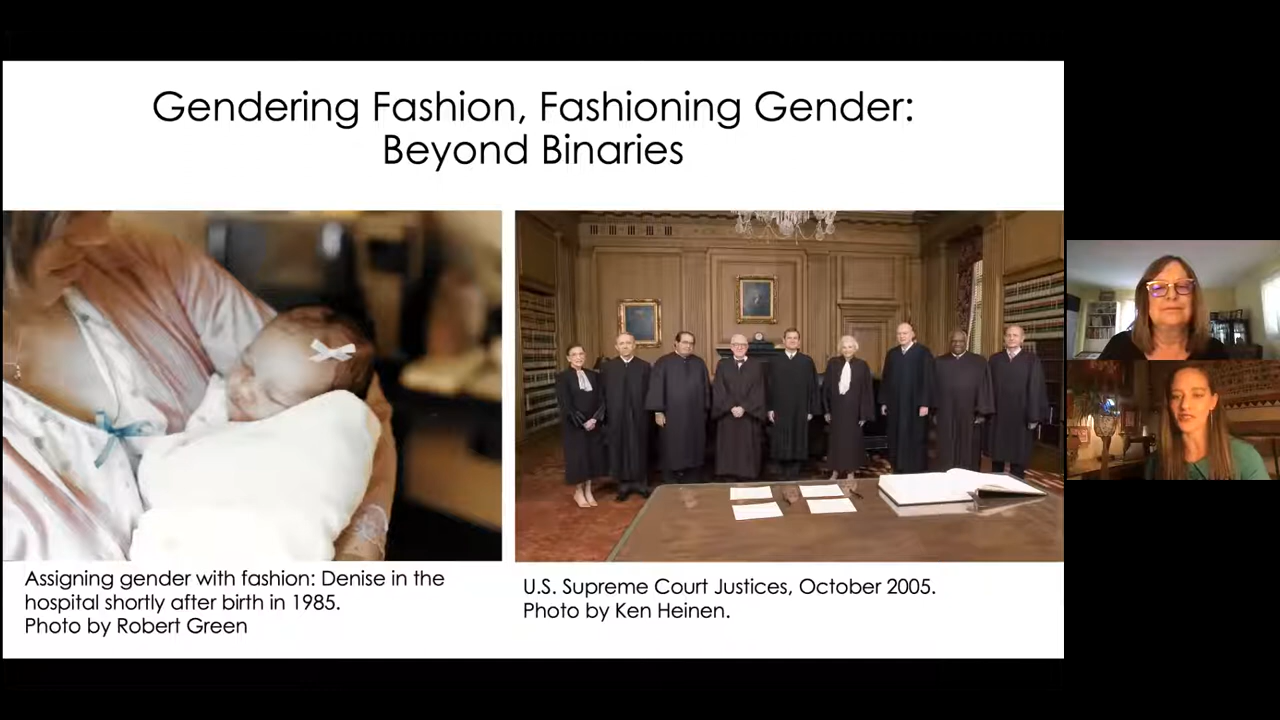 Gendering Fashion, Fashioning Gender:
Beyond Binaries
Assigning gender with fashion: Denise in the
hospital shortly after birth in 1985.
Photo by Robert Green
U.S. Supreme Court Justices, October 2005.
Photo by Ken Heinen.